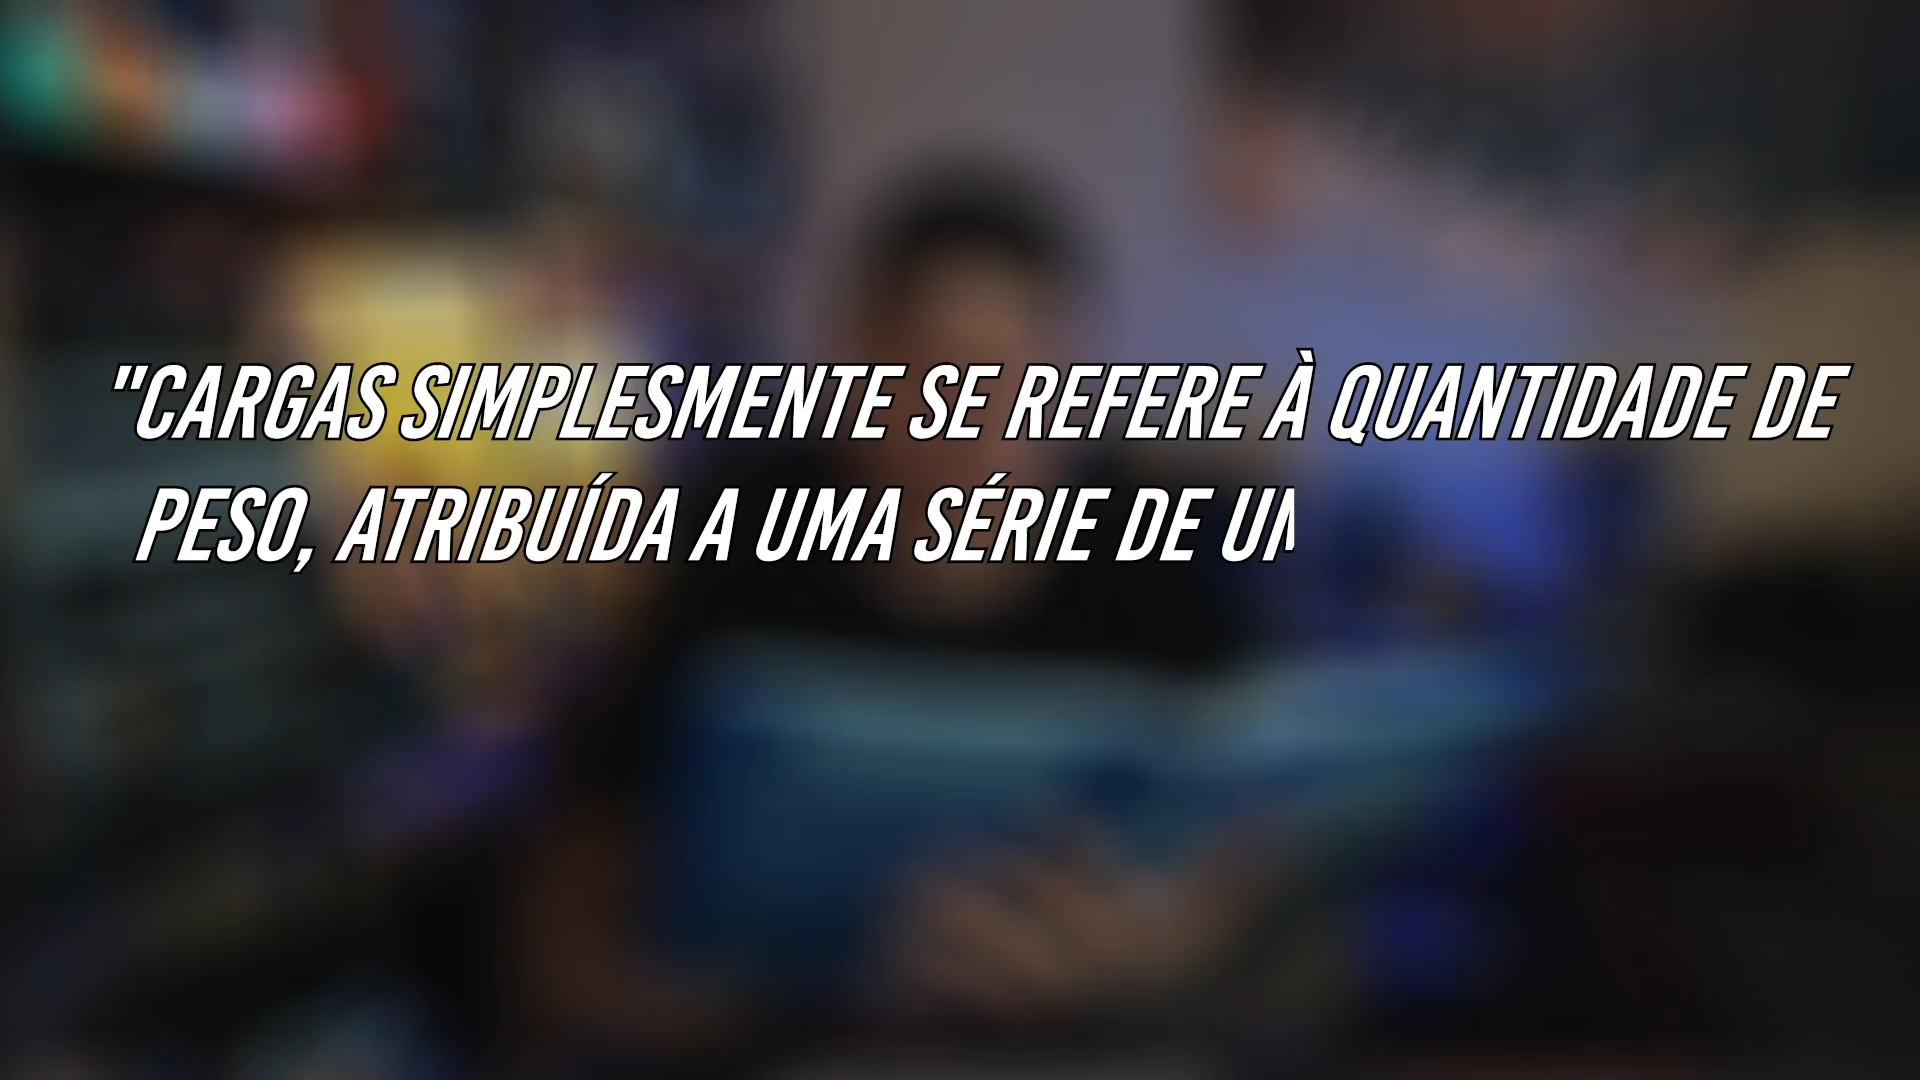 "CARGAS SIMPLESMENTE SE REFERE À QUANTIDADE DE
PESO, ATRIBUÍDA A UMA SÉRIE DE